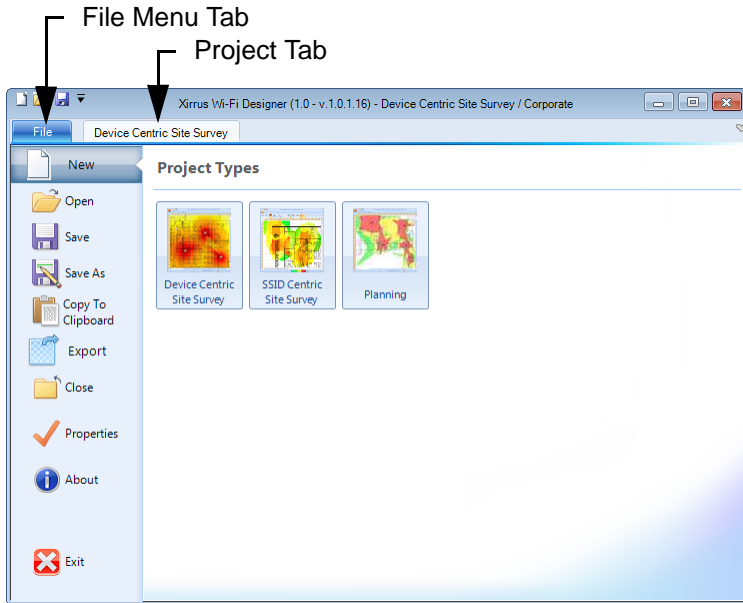 File Menu Tab
Project Tab
Xirrus Wi-Fi Designer (1.0 - v.1.0.1.16) - Device Centric Site Survey / Corporate
File
Device Centric Site Survey
New
Open
Save
Save As
Copy To
Clipboard
Export
Close
Properties
About
Exit
Project Types
Device Centric
Site Survey
SSID Centric
Site Survey
Planning